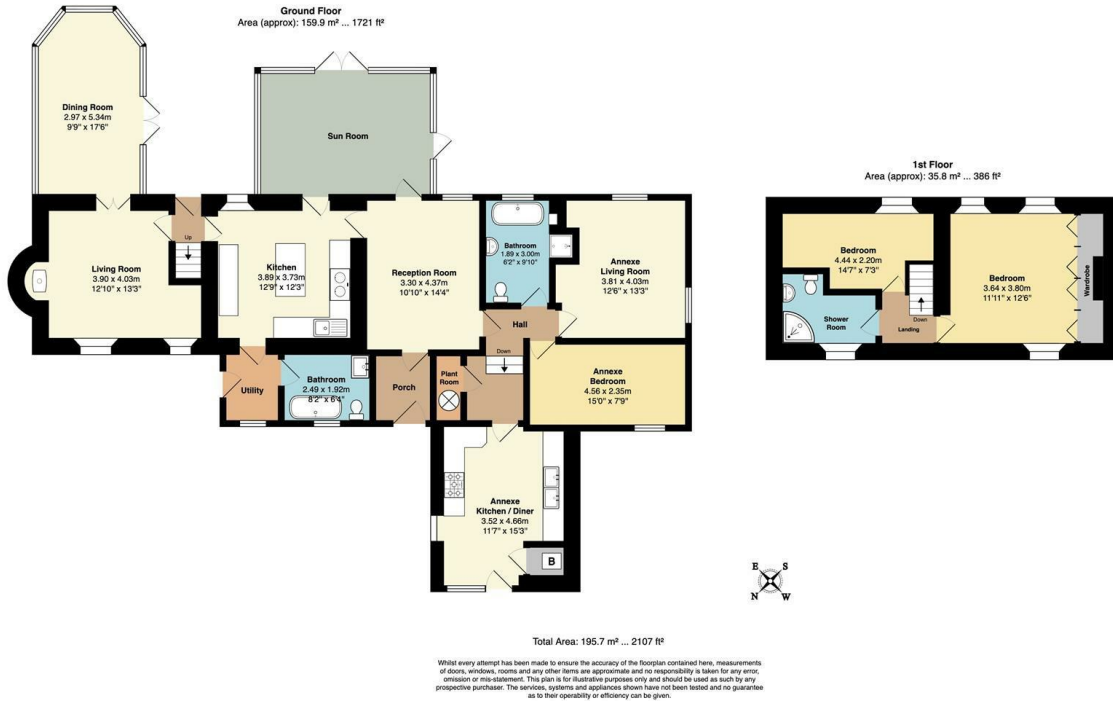 Ground Floor
Area (approx): 159.9 m² ... 1721 ft²
Dining Room
2.97 x 5.34m
9'9" x 17'6"
Sun Room
Up
Living Room
3.90 x 4.03m
12'10" x 13'3"
Kitchen
3.89 x 3.73m
12'9" x 12'3"
Reception Room
3.30 x 4.37m
10'10" x 14'4"
Bathroom
1.89 x 3.00m
6'2" x 9'10"
Annexe
Living Room
3.81 x 4.03m
12'6" x 13'3"
Hall
Down
Utility
Bathroom
2.49 x 1.92m
8'2" x 6'4"
Porch
Plant
Room
Annexe
Bedroom
4.56 x 2.35m
15'0" x 7'9"
Annexe
Kitchen / Diner
3.52 x 4.66m
11'7" x 15'3"
B
1st Floor
Area (approx): 35.8 m² ... 386 ft²
Bedroom
4.44 x 2.20m
14'7" x 7'3"
Shower
Room
Down
Landing
Bedroom
3.64 x 3.80m
11'11" x 12'6"
Wardrobe
E S
N W
Total Area: 195.7 m² ... 2107 ft²
Whilst every attempt has been made to ensure the accuracy of the floorplan contained here, measurements
of doors, windows, rooms and any other items are approximate and no responsibility is taken for any error,
omission or mis-statement. This plan is for illustrative purposes only and should be used as such by any
prospective purchaser. The services, systems and appliances shown have not been tested and no guarantee
as to their operability or efficiency can be given.